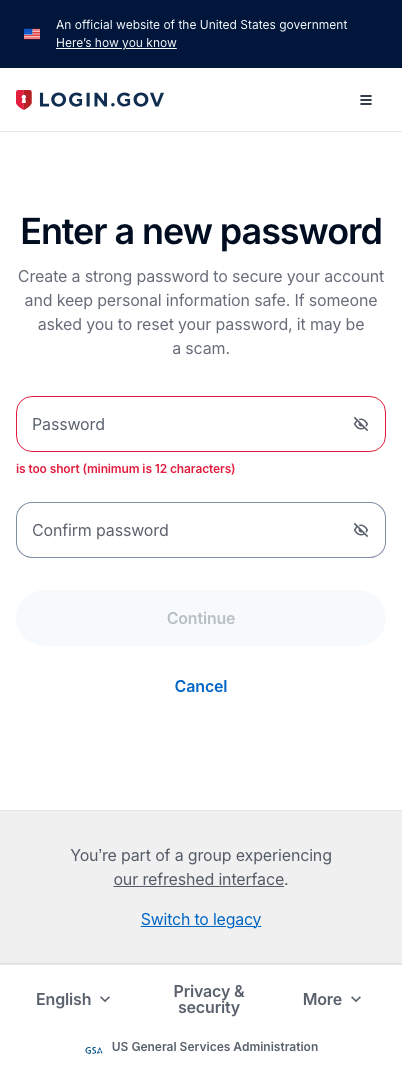 An official website of the United States government
Here's how you know
LOGIN.GOV
Enter a new password
Create a strong password to secure your account
and keep personal information safe. If someone
asked you to reset your password, it may be
a scam.
Password
is too short (minimum is 12 characters)
Confirm password
Continue
Cancel
You're part of a group experiencing
our refreshed interface.
Switch to legacy
English
Privacy &
security
More
GSA US General Services Administration